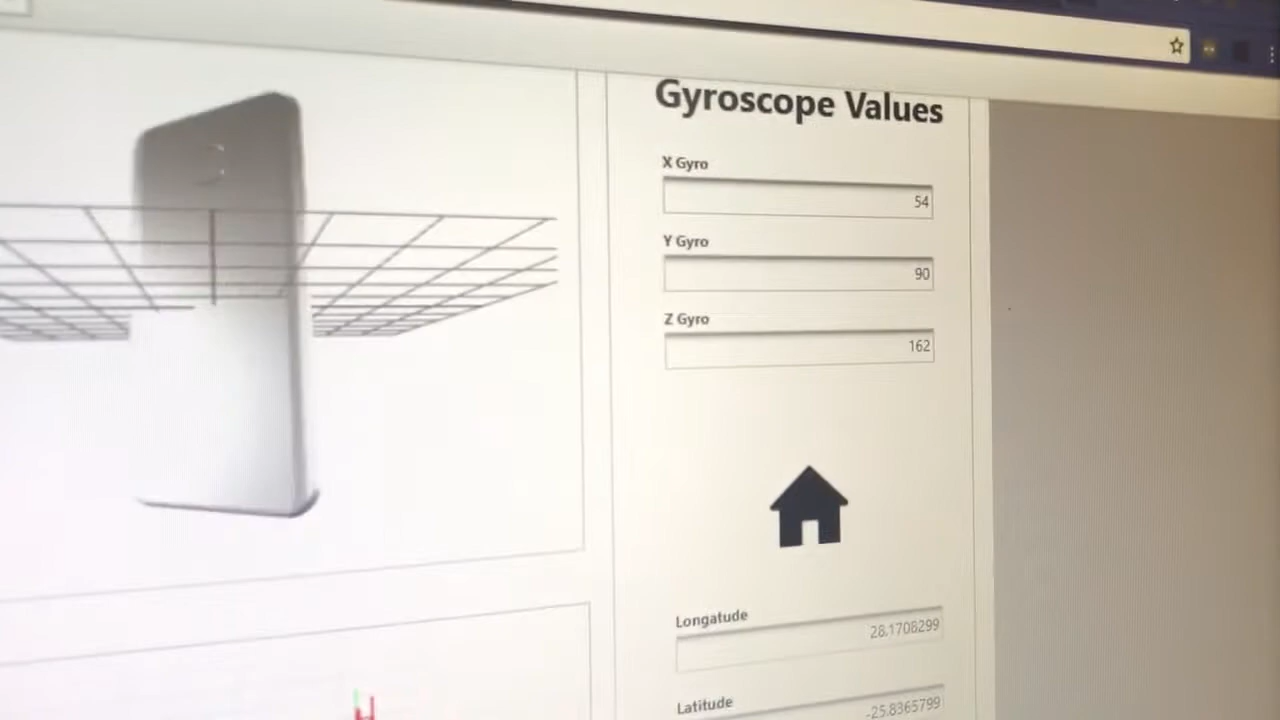 Gyroscope Values
X Gyro
54
Y Gyro
90
Z Gyro
162
Longatude
28.1708299
Latitude
-25.8365799